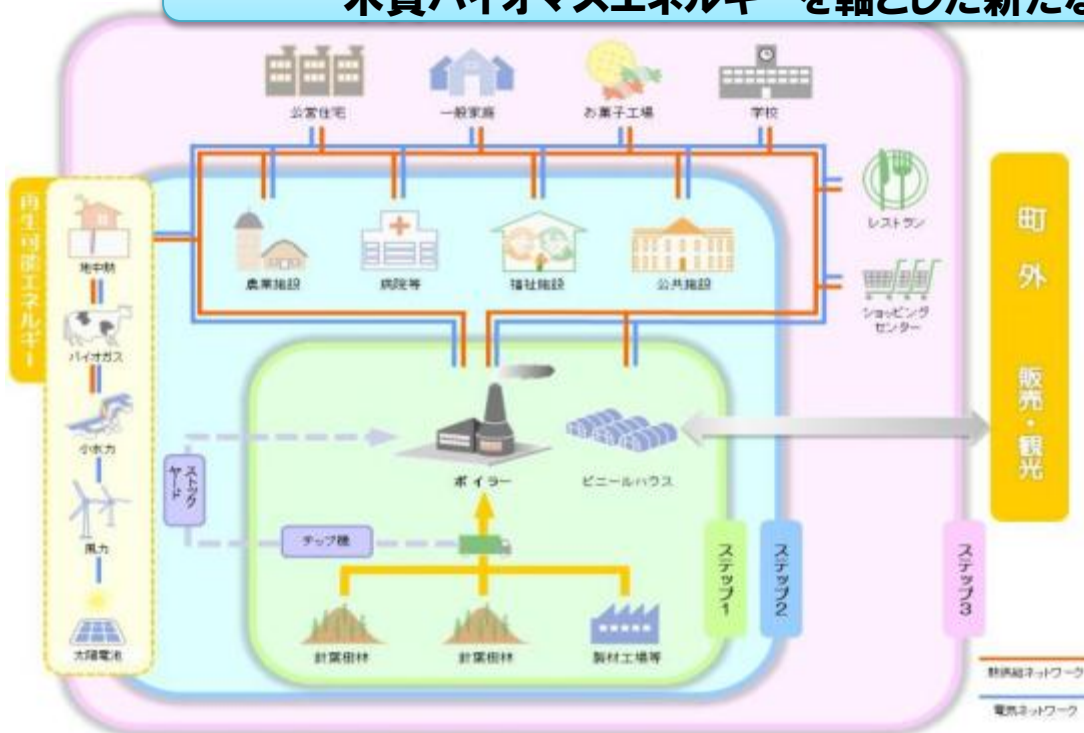 木質バイオマスエネルギーを軸とした新たな
公営住宅
一般家庭
お菓子工場
学校
再生可能エネルギー
地中熱
バイオガス
小水力
風力
太陽電池
農業施設
病院等
福祉施設
公共施設
レストラン
ショッピング
センター
町外
販売・観光
ボイラー
ビニールハウス
ストック
ヤード
チップ機
針葉樹林
針葉樹林
製材工場等
ステップ1
ステップ2
ステップ3
熱供給ネットワーク
電気ネットワーク